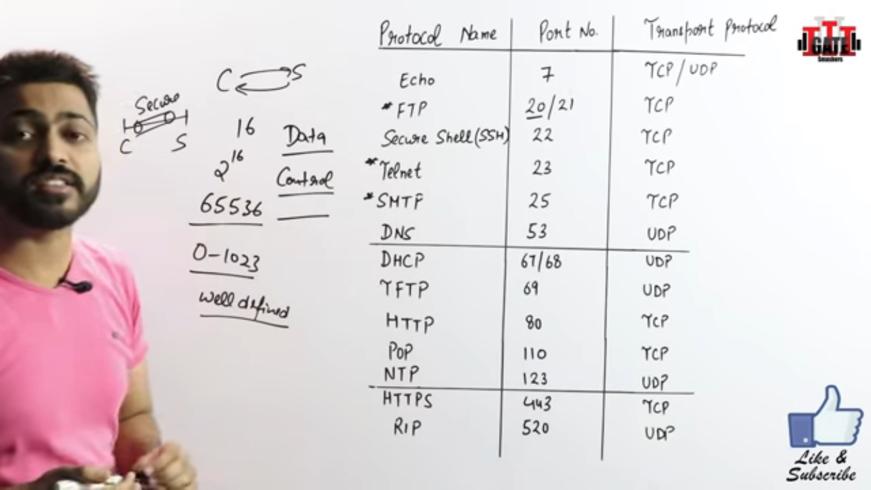 Protocol Name Port No. Transport Protocol
Echo 7 TCP/UDP
*FTP 20/21 TCP
Secure Shell(SSH) 22 TCP
*Telnet 23 TCP
*SMTP 25 TCP
DNS 53 UDP
DHCP 67/68 UDP
TFTP 69 UDP
HTTP 80 TCP
POP 110 TCP
NTP 123 UDP
HTTPS 443 TCP
RIP 520 UDP
C S
Secure
C S
16
2^16
65536
0-1023
Well defined
Data
Control
GATE
Smashers
Like &
Subscribe